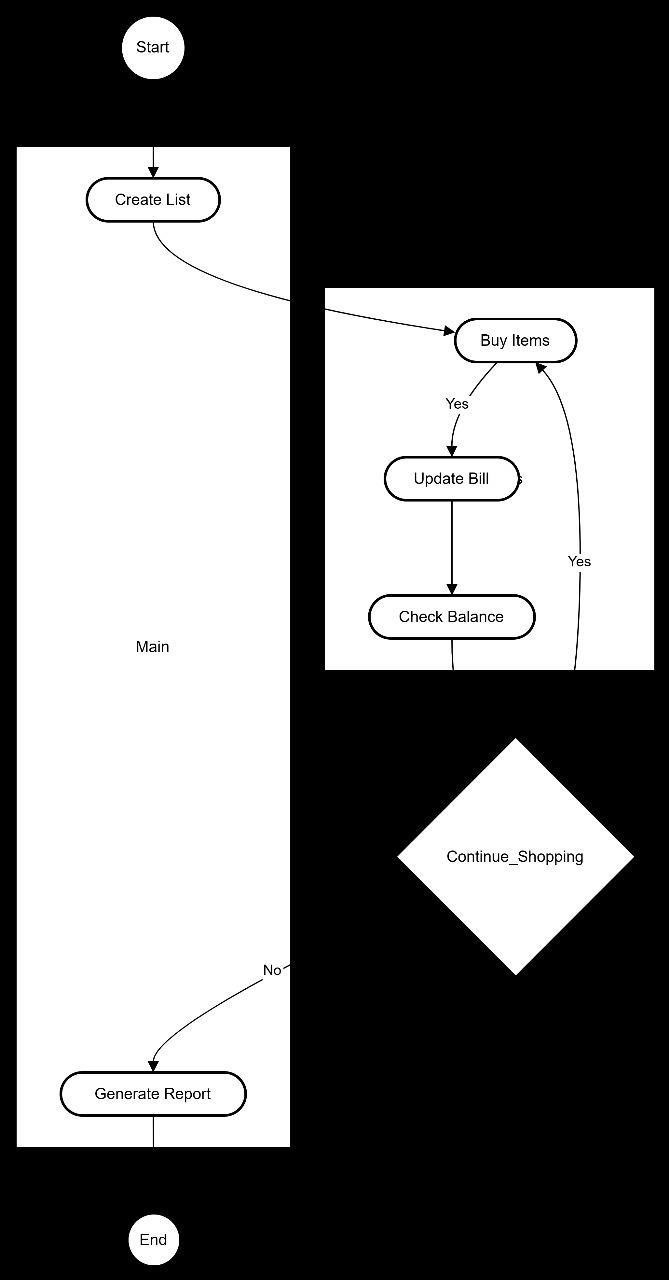 Start
Create List
Buy Items
Yes
Update Bill
Yes
Check Balance
Main
Continue_Shopping
No
Generate Report
End